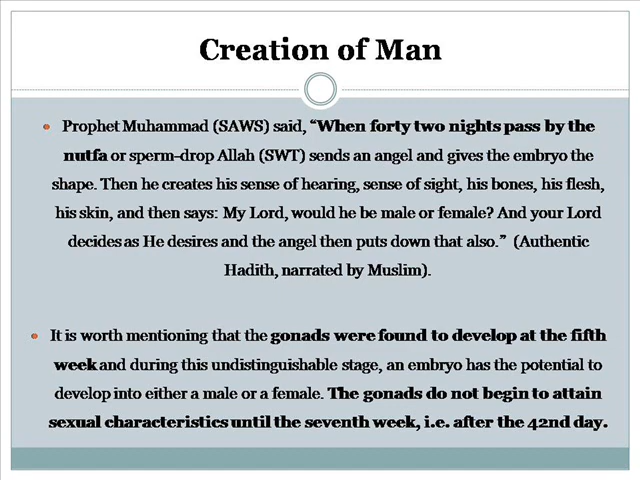 Creation of Man
• Prophet Muhammad (SAWS) said, “When forty two nights pass by the
nutfa or sperm-drop Allah (SWT) sends an angel and gives the embryo the
shape. Then he creates his sense of hearing, sense of sight, his bones, his flesh,
his skin, and then says: My Lord, would he be male or female? And your Lord
decides as He desires and the angel then puts down that also.” (Authentic
Hadith, narrated by Muslim).
• It is worth mentioning that the gonads were found to develop at the fifth
week and during this undistinguishable stage, an embryo has the potential to
develop into either a male or a female. The gonads do not begin to attain
sexual characteristics until the seventh week, i.e. after the 42nd day.